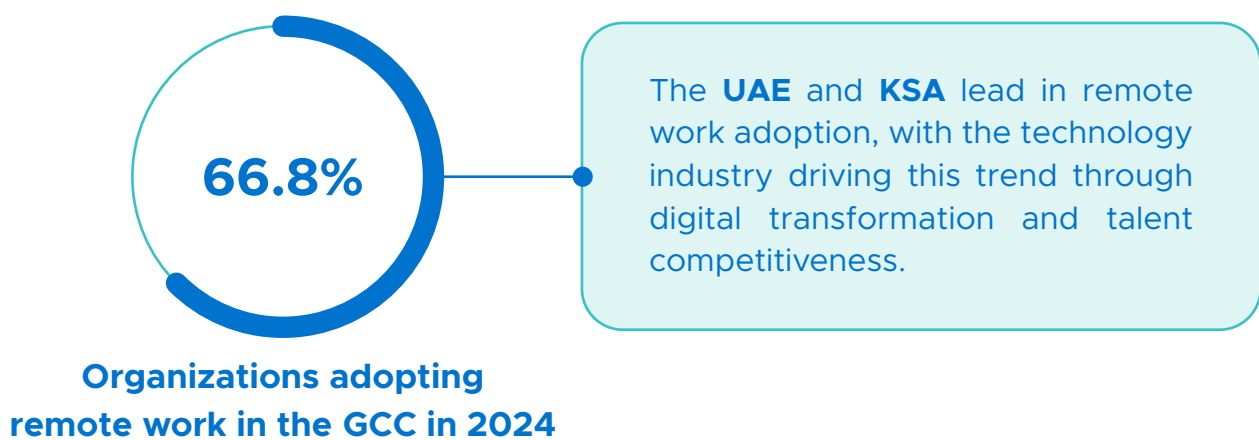 66.8%
Organizations adopting
remote work in the GCC in 2024
The UAE and KSA lead in remote
work adoption, with the technology
industry driving this trend through
digital transformation and talent
competitiveness.